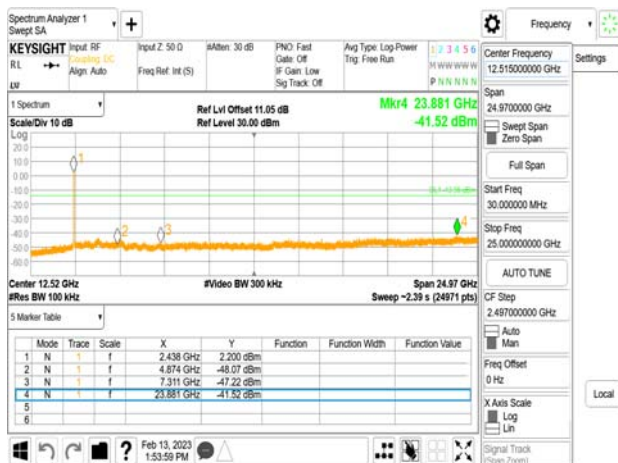 Spectrum Analyzer 1
Swept SA
+
Frequency
KEYSIGHT
RL
Input: RF
Coupling: DC
Align: Auto
Input Z: 50 Ω
Freq Ref: Int (S)
#Atten: 30 dB
PNO: Fast
Gate: Off
IF Gain: Low
Sig Track: Off
Avg Type: Log-Power
Trig: Free Run
1 2 3 4 5 6
M W W W W W
P N N N N N
1 Spectrum
Scale/Div 10 dB
Ref Lvl Offset 11.05 dB
Ref Level 30.00 dBm
Mkr4 23.881 GHz
-41.52 dBm
Log
20.0
10.0
0.00
-10.0
-20.0
-30.0
-40.0
-50.0
-60.0
1
2
3
4
Center 12.52 GHz
#Res BW 100 kHz
#Video BW 300 kHz
Span 24.97 GHz
Sweep ~2.39 s (24971 pts)
5 Marker Table
Mode Trace Scale X Y Function Function Width Function Value
1 N 1 f 2.438 GHz 2.200 dBm
2 N 1 f 4.874 GHz -48.07 dBm
3 N 1 f 7.311 GHz -47.22 dBm
4 N 1 f 23.881 GHz -41.52 dBm
5
6
Feb 13, 2023
1:53:59 PM
Center Frequency
12.515000000 GHz
Span
24.9700000 GHz
Swept Span
Zero Span
Full Span
Start Freq
30.000000 MHz
Stop Freq
25.000000000 GHz
AUTO TUNE
CF Step
2.497000000 GHz
Auto
Man
Freq Offset
0 Hz
X Axis Scale
Log
Lin
Signal Track
(Span Zoom)
Settings
Local